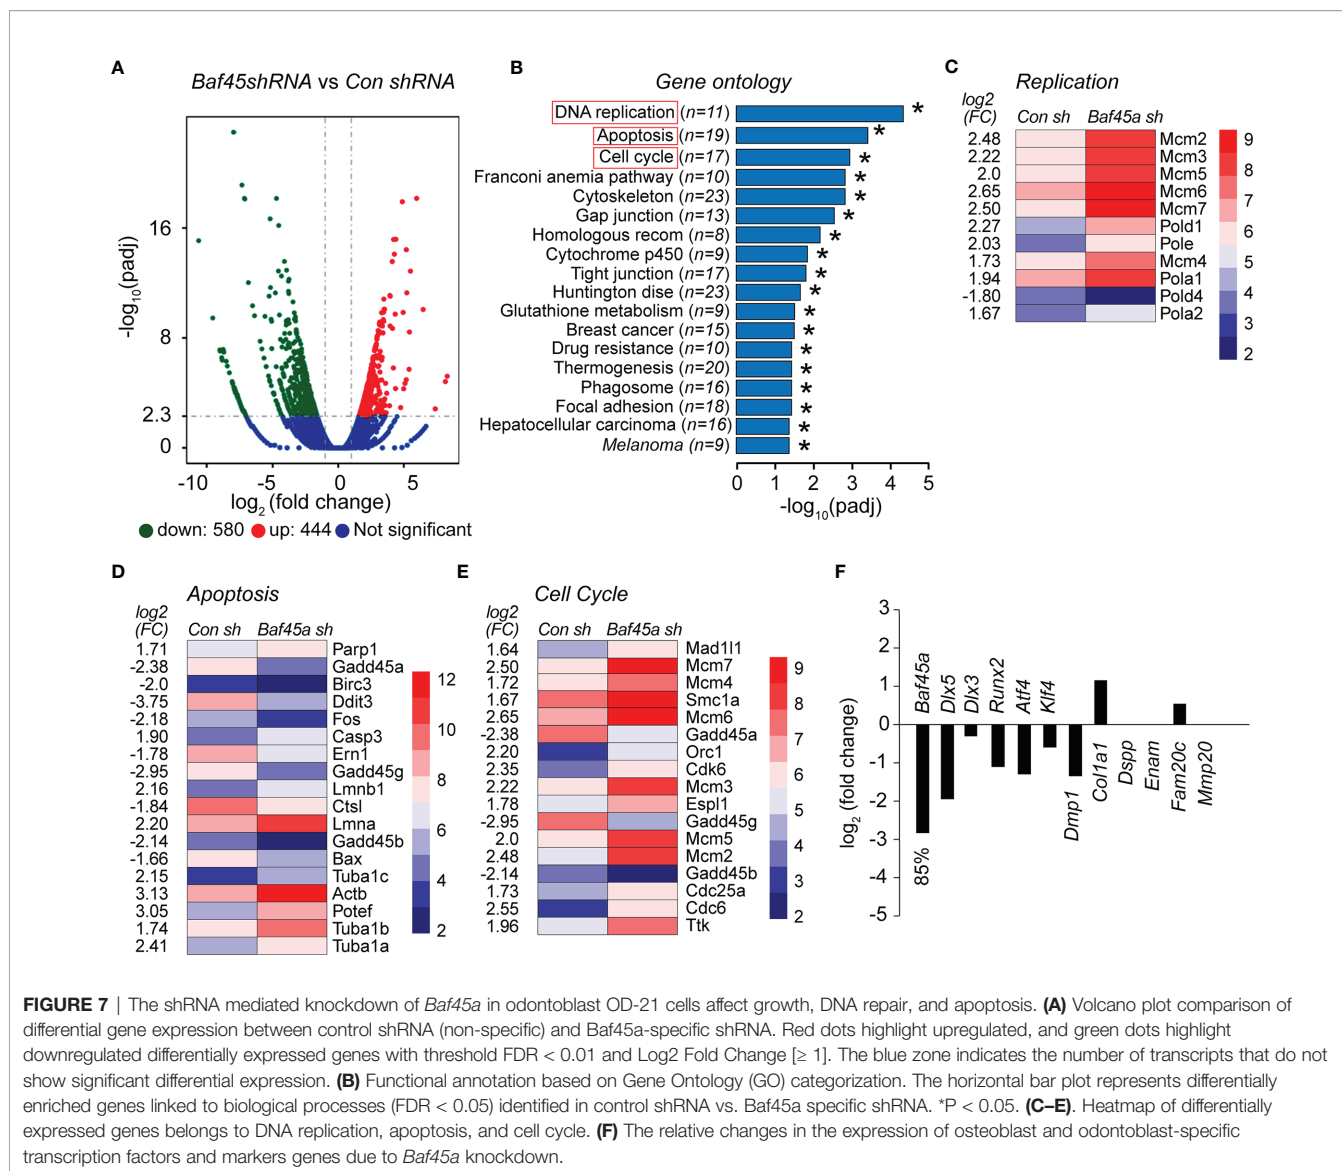 A
Baf45shRNA vs Con shRNA
-log10(padj)
16
8
2.3
0
-10 -5 0 5
log2 (fold change)
down: 580 up: 444 Not significant
B
Gene ontology
DNA replication (n=11) *
Apoptosis (n=19) *
Cell cycle (n=17) *
Franconi anemia pathway (n=10) *
Cytoskeleton (n=23) *
Gap junction (n=13) *
Homologous recom (n=8) *
Cytochrome p450 (n=9) *
Tight junction (n=17) *
Huntington dise (n=23) *
Glutathione metabolism (n=9) *
Breast cancer (n=15) *
Drug resistance (n=10) *
Thermogenesis (n=20) *
Phagosome (n=16) *
Focal adhesion (n=18) *
Hepatocellular carcinoma (n=16) *
Melanoma (n=9) *
0 1 2 3 4 5
-log10(padj)
C
Replication
log2
(FC) Con sh Baf45a sh
2.48 Mcm2
2.22 Mcm3
2.0 Mcm5
2.65 Mcm6
2.50 Mcm7
2.27 Pold1
2.03 Pole
1.73 Mcm4
1.94 Pola1
-1.80 Pold4
1.67 Pola2
9
8
7
6
5
4
3
2
D
Apoptosis
log2
(FC) Con sh Baf45a sh
1.71 Parp1
-2.38 Gadd45a
-2.0 Birc3
-3.75 Ddit3
-2.18 Fos
1.90 Casp3
-1.78 Ern1
-2.95 Gadd45g
2.16 Lmnb1
-1.84 Ctsl
2.20 Lmna
-2.14 Gadd45b
-1.66 Bax
2.15 Tuba1c
3.13 Actb
3.05 Potef
1.74 Tuba1b
2.41 Tuba1a
12
10
8
6
4
2
E
Cell Cycle
log2
(FC) Con sh Baf45a sh
1.64 Mad1l1
2.50 Mcm7
1.72 Mcm4
1.67 Smc1a
2.65 Mcm6
-2.38 Gadd45a
2.20 Orc1
2.35 Cdk6
2.22 Mcm3
1.78 Espl1
-2.95 Gadd45g
2.0 Mcm5
2.48 Mcm2
-2.14 Gadd45b
1.73 Cdc25a
2.55 Cdc6
1.96 Ttk
9
8
7
6
5
4
3
2
F
log2 (fold change)
3
2
1
0
-1
-2
-3
-4
-5
Baf45a
Dlx5
Dlx3
Runx2
Atf4
Klf4
Dmp1
Col1a1
Dspp
Enam
Fam20c
Mmp20
85%
FIGURE 7 | The shRNA mediated knockdown of Baf45a in odontoblast OD-21 cells affect growth, DNA repair, and apoptosis. (A) Volcano plot comparison of
differential gene expression between control shRNA (non-specific) and Baf45a-specific shRNA. Red dots highlight upregulated, and green dots highlight
downregulated differentially expressed genes with threshold FDR < 0.01 and Log2 Fold Change [≥ 1]. The blue zone indicates the number of transcripts that do not
show significant differential expression. (B) Functional annotation based on Gene Ontology (GO) categorization. The horizontal bar plot represents differentially
enriched genes linked to biological processes (FDR < 0.05) identified in control shRNA vs. Baf45a specific shRNA. *P < 0.05. (C–E). Heatmap of differentially
expressed genes belongs to DNA replication, apoptosis, and cell cycle. (F) The relative changes in the expression of osteoblast and odontoblast-specific
transcription factors and markers genes due to Baf45a knockdown.